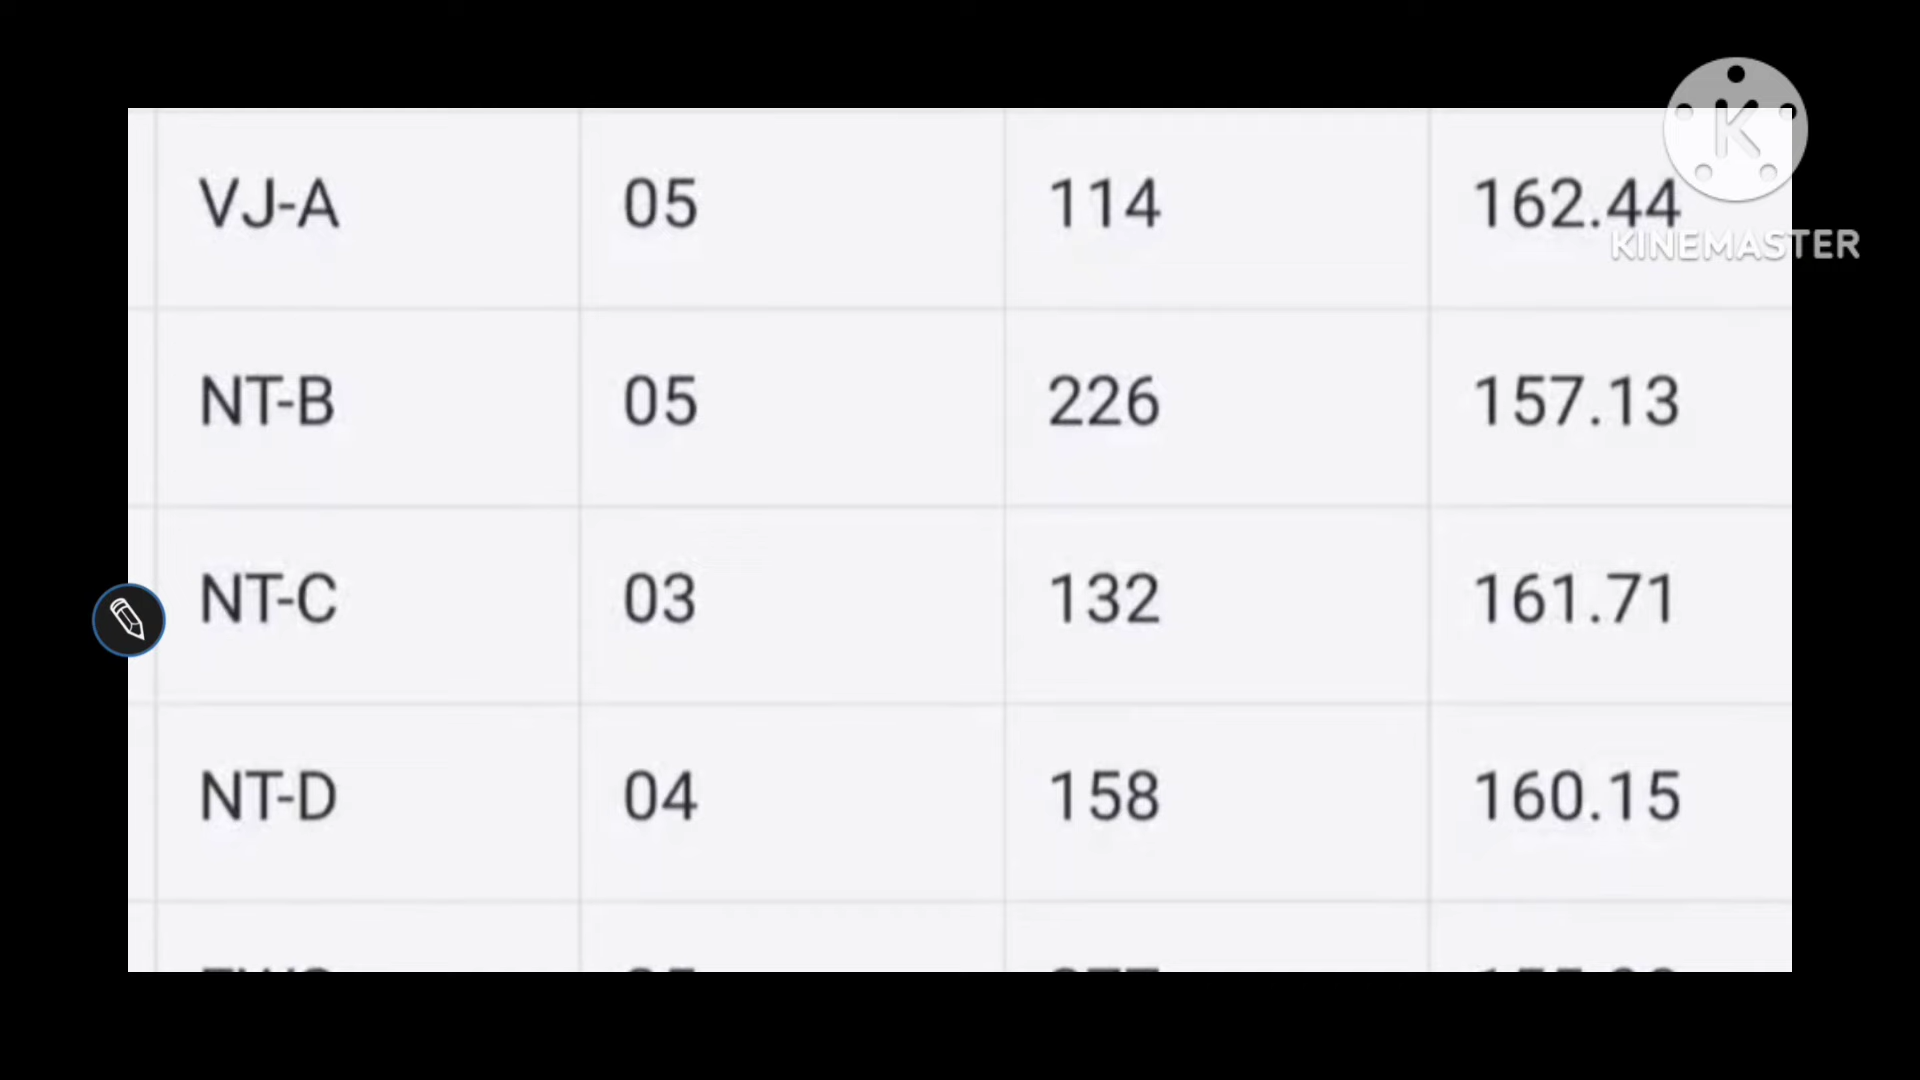 VJ-A 05 114 162.44
KINEMASTER
NT-B 05 226 157.13
NT-C 03 132 161.71
NT-D 04 158 160.15